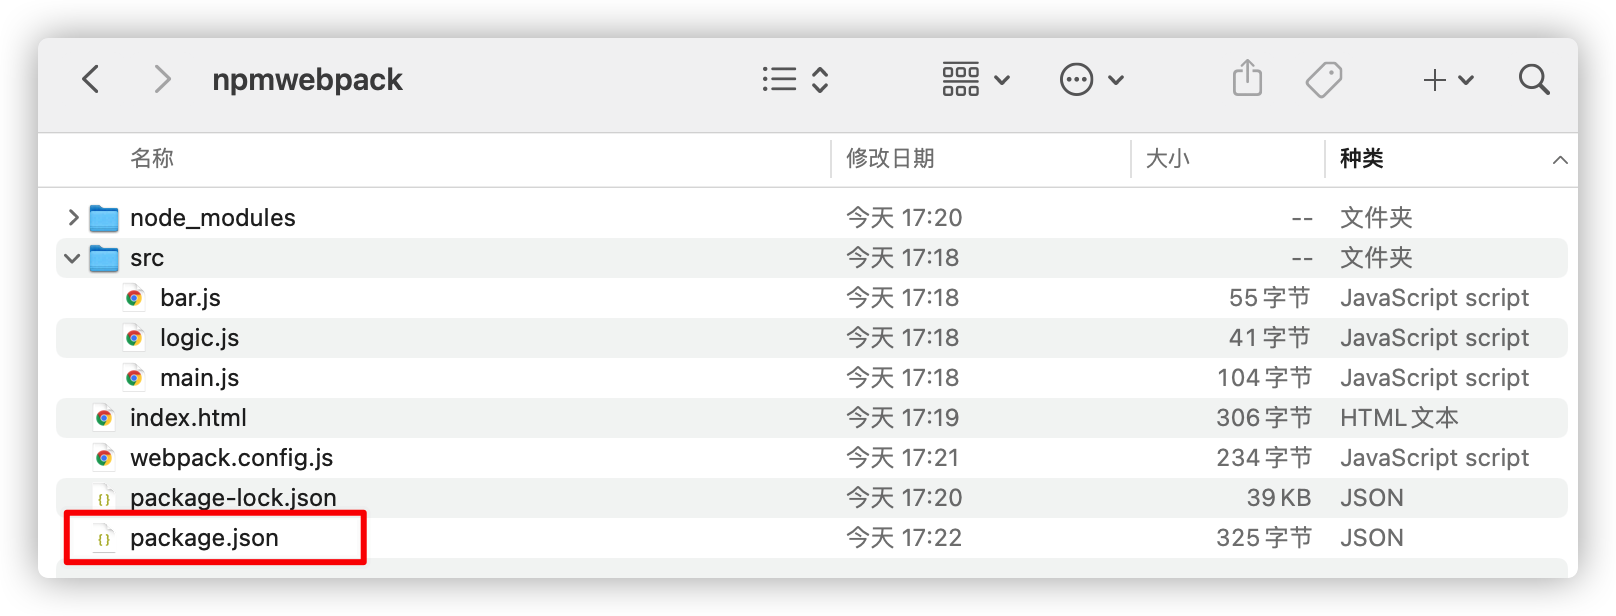 npmwebpack
名称 修改日期 大小 种类
node_modules 今天 17:20 -- 文件夹
src 今天 17:18 -- 文件夹
bar.js 今天 17:18 55 字节 JavaScript script
logic.js 今天 17:18 41 字节 JavaScript script
main.js 今天 17:18 104 字节 JavaScript script
index.html 今天 17:19 306 字节 HTML文本
webpack.config.js 今天 17:21 234 字节 JavaScript script
package-lock.json 今天 17:20 39 KB JSON
package.json 今天 17:22 325 字节 JSON